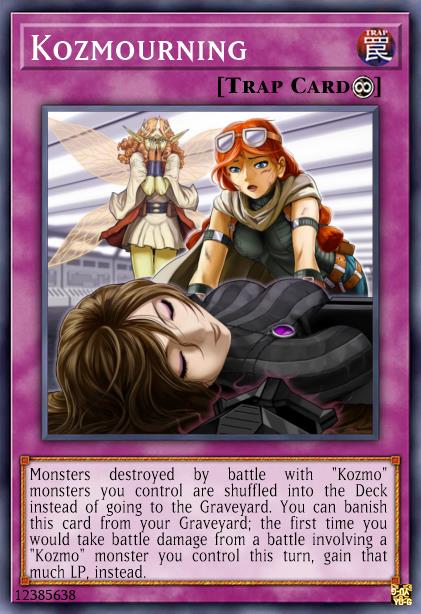 Kozmourning
TRAP
罠
[Trap Card]
Monsters destroyed by battle with "Kozmo"
monsters you control are shuffled into the Deck
instead of going to the Graveyard. You can banish
this card from your Graveyard; the first time you
would take battle damage from a battle involving a
"Kozmo" monster you control this turn, gain that
much LP, instead.
12385638